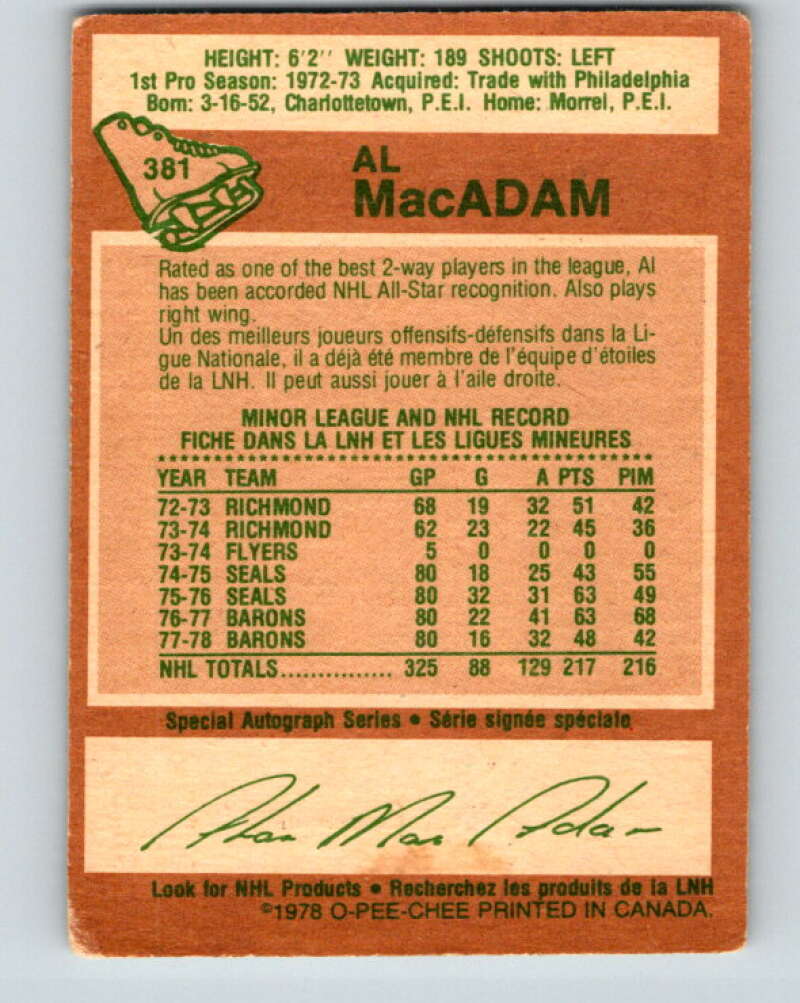 HEIGHT: 6'2'' WEIGHT: 189 SHOOTS: LEFT
1st Pro Season: 1972-73 Acquired: Trade with Philadelphia
Born: 3-16-52, Charlottetown, P.E.I. Home: Morrel, P.E.I.
381
AL
MacADAM
Rated as one of the best 2-way players in the league, Al
has been accorded NHL All-Star recognition. Also plays
right wing.
Un des meilleurs joueurs offensifs-défensifs dans la Li-
gue Nationale, il a déjà été membre de l'équipe d'étoiles
de la LNH. Il peut aussi jouer à l'aile droite.
MINOR LEAGUE AND NHL RECORD
FICHE DANS LA LNH ET LES LIGUES MINEURES
YEAR TEAM GP G A PTS PIM
72-73 RICHMOND 68 19 32 51 42
73-74 RICHMOND 62 23 22 45 36
73-74 FLYERS 5 0 0 0 0
74-75 SEALS 80 18 25 43 55
75-76 SEALS 80 32 31 63 49
76-77 BARONS 80 22 41 63 68
77-78 BARONS 80 16 32 48 42
NHL TOTALS............... 325 88 129 217 216
Special Autograph Series • Série signée spéciale
Alan Mac Adam
Look for NHL Products • Recherchez les produits de la LNH
©1978 O-PEE-CHEE PRINTED IN CANADA.